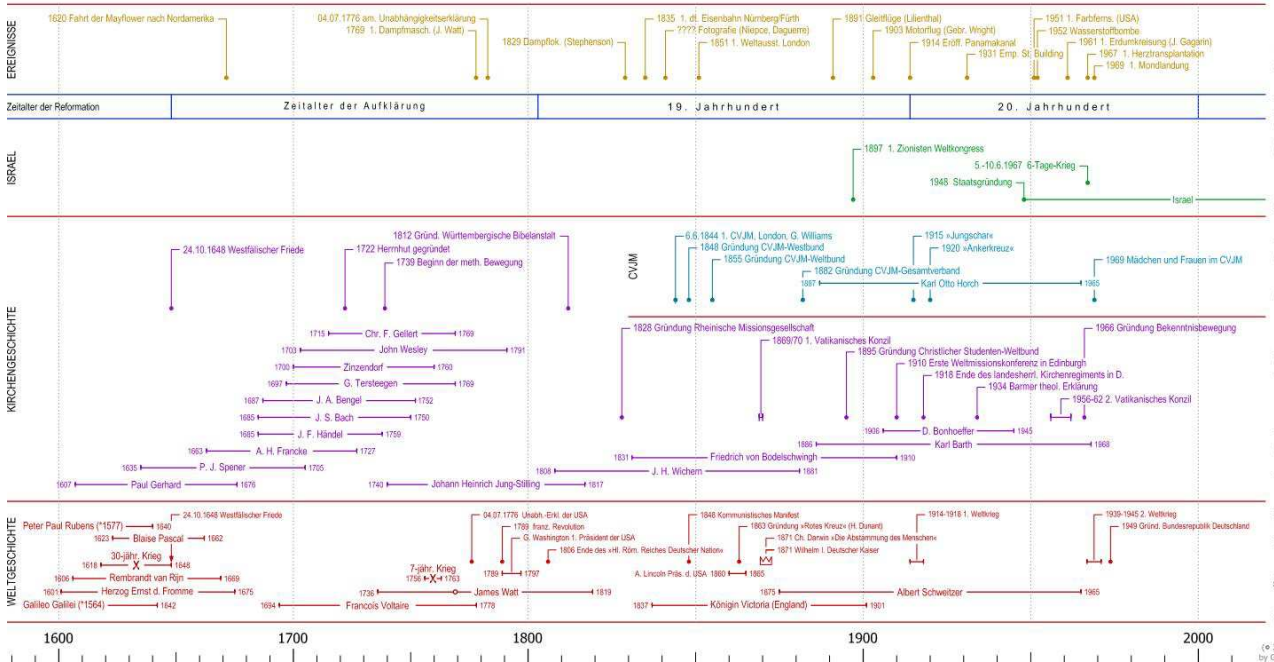 EREIGNISSE
1620 Fahrt der Mayflower nach Nordamerika
04.07.1776 am. Unabhängigkeitserklärung
1769 1. Dampfmasch. (J. Watt)
1829 Dampflok. (Stephenson)
1835 1. dt. Eisenbahn Nürnberg/Fürth
???? Fotografie (Niepce, Daguerre)
1851 1. Weltausst. London
1891 Gleitflüge (Lilienthal)
1903 Motorflug (Gebr. Wright)
1914 Eröff. Panamakanal
1931 Emp. St. Building
1951 1. Farbferns. (USA)
1952 Wasserstoffbombe
1961 1. Erdumkreisung (J. Gagarin)
1967 1. Herztransplantation
1969 1. Mondlandung
Zeitalter der Reformation
Zeitalter der Aufklärung
19. Jahrhundert
20. Jahrhundert
ISRAEL
1897 1. Zionisten Weltkongress
5.-10.6.1967 6-Tage-Krieg
1948 Staatsgründung
Israel
KIRCHENGESCHICHTE
1812 Gründ. Württembergische Bibelanstalt
24.10.1648 Westfälischer Friede
1722 Herrnhut gegründet
1739 Beginn der meth. Bewegung
CVJM
6.6.1844 1. CVJM, London, G. Williams
1848 Gründung CVJM-Westbund
1855 Gründung CVJM-Weltbund
1882 Gründung CVJM-Gesamtverband
1915 »Jungschar«
1920 »Ankerkreuz«
1969 Mädchen und Frauen im CVJM
1887 Karl Otto Horch 1965
1715 Chr. F. Gellert 1769
1703 John Wesley 1791
1700 Zinzendorf 1760
1697 G. Tersteegen 1769
1687 J. A. Bengel 1752
1685 J. S. Bach 1750
1685 J. F. Händel 1759
1663 A. H. Francke 1727
1635 P. J. Spener 1705
1607 Paul Gerhard 1676
1740 Johann Heinrich Jung-Stilling 1817
1828 Gründung Rheinische Missionsgesellschaft
1869/70 1. Vatikanisches Konzil
1895 Gründung Christlicher Studenten-Weltbund
1910 Erste Weltmissionskonferenz in Edinburgh
1918 Ende des landesherrl. Kirchenregiments in D.
1934 Barmer theol. Erklärung
1956-62 2. Vatikanisches Konzil
1966 Gründung Bekenntnisbewegung
1906 D. Bonhoeffer 1945
1886 Karl Barth 1968
1831 Friedrich von Bodelschwingh 1910
1808 J. H. Wichern 1881
WELTGESCHICHTE
24.10.1648 Westfälischer Friede
Peter Paul Rubens (*1577) 1640
1623 Blaise Pascal 1662
30-jähr. Krieg
1618 1648
1606 Rembrandt van Rijn 1669
1601 Herzog Ernst d. Fromme 1675
Galileo Galilei (*1564) 1642
04.07.1776 Unabh.-Erkl. der USA
1789 franz. Revolution
G. Washington 1. Präsident der USA
1789 1797
1806 Ende des »Hl. Röm. Reiches Deutscher Nation«
7-jähr. Krieg
1756 1763
1736 James Watt 1819
1694 Francois Voltaire 1778
1848 Kommunistisches Manifest
1863 Gründung »Rotes Kreuz« (H. Dunant)
1871 Ch. Darwin »Die Abstammung des Menschen«
1871 Wilhelm I. Deutscher Kaiser
A. Lincoln Präs. d. USA 1860 1865
1837 Königin Victoria (England) 1901
1914-1918 1. Weltkrieg
1939-1945 2. Weltkrieg
1949 Gründ. Bundesrepublik Deutschland
1875 Albert Schweitzer 1965
1600 1700 1800 1900 2000